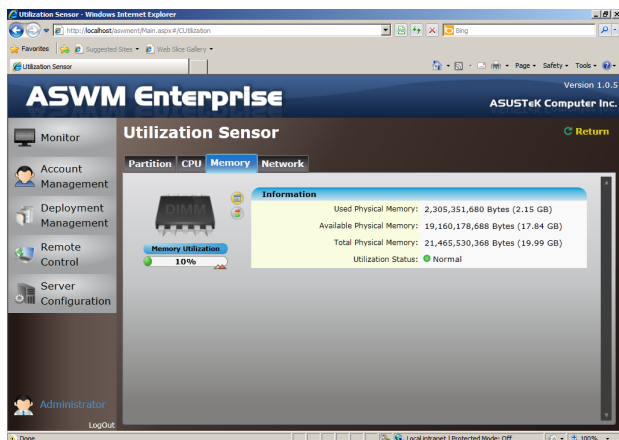 Utilization Sensor - Windows Internet Explorer
http://localhost/aswment/Main.aspx#/CUtilization
Bing
Favorites
Suggested Sites
Web Slice Gallery
Utilization Sensor
Page
Safety
Tools
ASWM Enterprise
Version 1.0.5
ASUSTeK Computer Inc.
Monitor
Account Management
Deployment Management
Remote Control
Server Configuration
Administrator
LogOut
Utilization Sensor
Return
Partition CPU Memory Network
DIMM
Memory Utilization
10%
Information
Used Physical Memory: 2,305,351,680 Bytes (2.15 GB)
Available Physical Memory: 19,160,178,688 Bytes (17.84 GB)
Total Physical Memory: 21,465,530,368 Bytes (19.99 GB)
Utilization Status: Normal
Done
Local intranet | Protected Mode: Off
100%